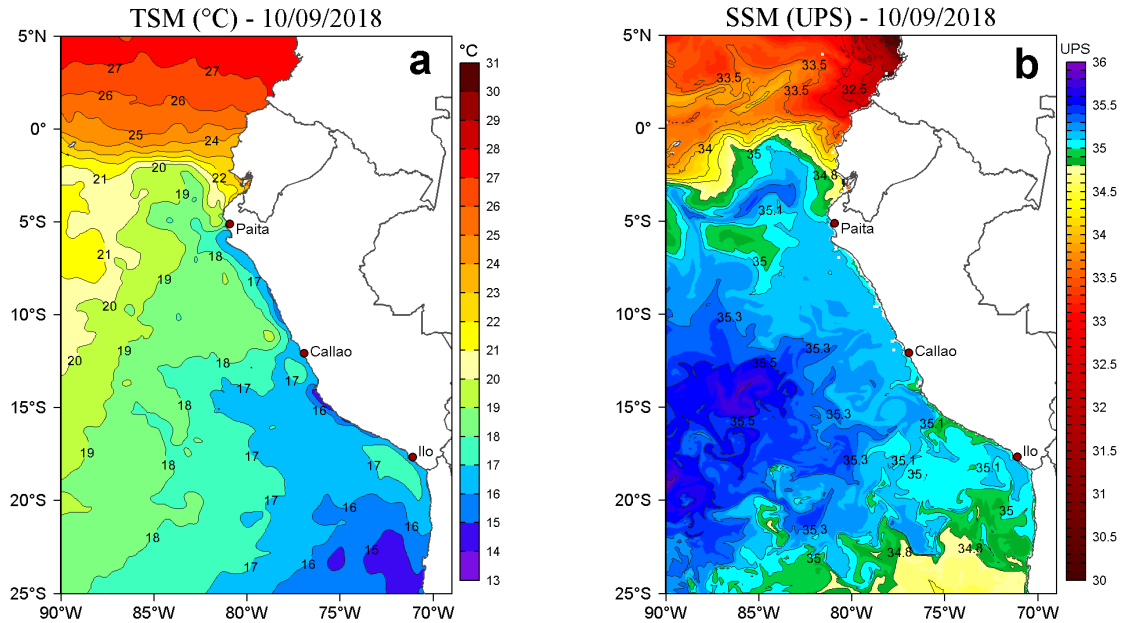 TSM (°C) - 10/09/2018
a
°C
5°N
0°
5°S
10°S
15°S
20°S
25°S
90°W
85°W
80°W
75°W
70°W
27
27
26
26
25
24
20
22
21
19
Paita
21
18
17
19
20
19
Callao
20
18
17
17
18
16
Ilo
19
17
18
17
17
16
16
18
15
17
16
31
30
29
28
27
26
25
24
23
22
21
20
19
18
17
16
15
14
13
SSM (UPS) - 10/09/2018
b
UPS
5°N
0°
5°S
10°S
15°S
20°S
25°S
90°W
85°W
80°W
75°W
70°W
33.5
33.5
33.5
32.5
34
35
34.8
35.1
Paita
35
35.3
35.3
Callao
35.5
35.3
35.5
35.1
Ilo
35.3
35.1
35.1
35
35
35.3
34.8
34.8
35
36
35.5
35
34.5
34
33.5
33
32.5
32
31.5
31
30.5
30